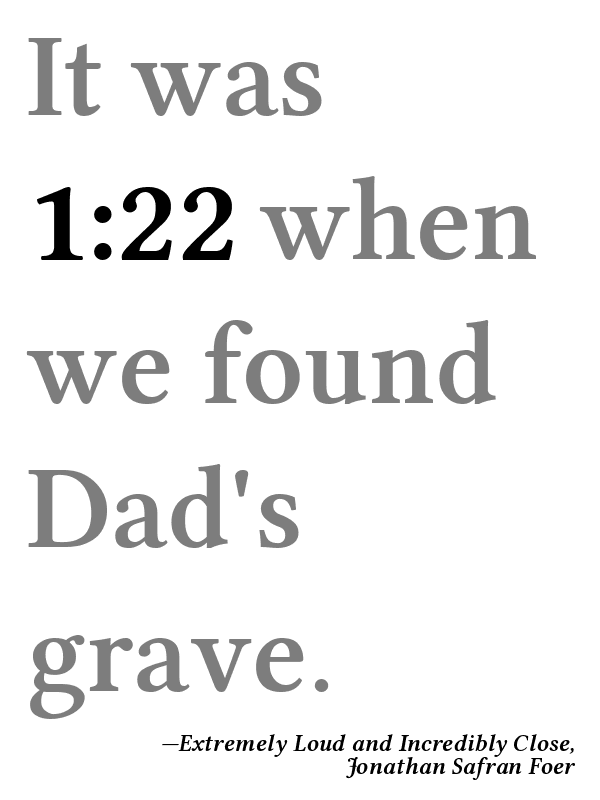 It was
1:22 when
we found
Dad's
grave.
—Extremely Loud and Incredibly Close,
Jonathan Safran Foer